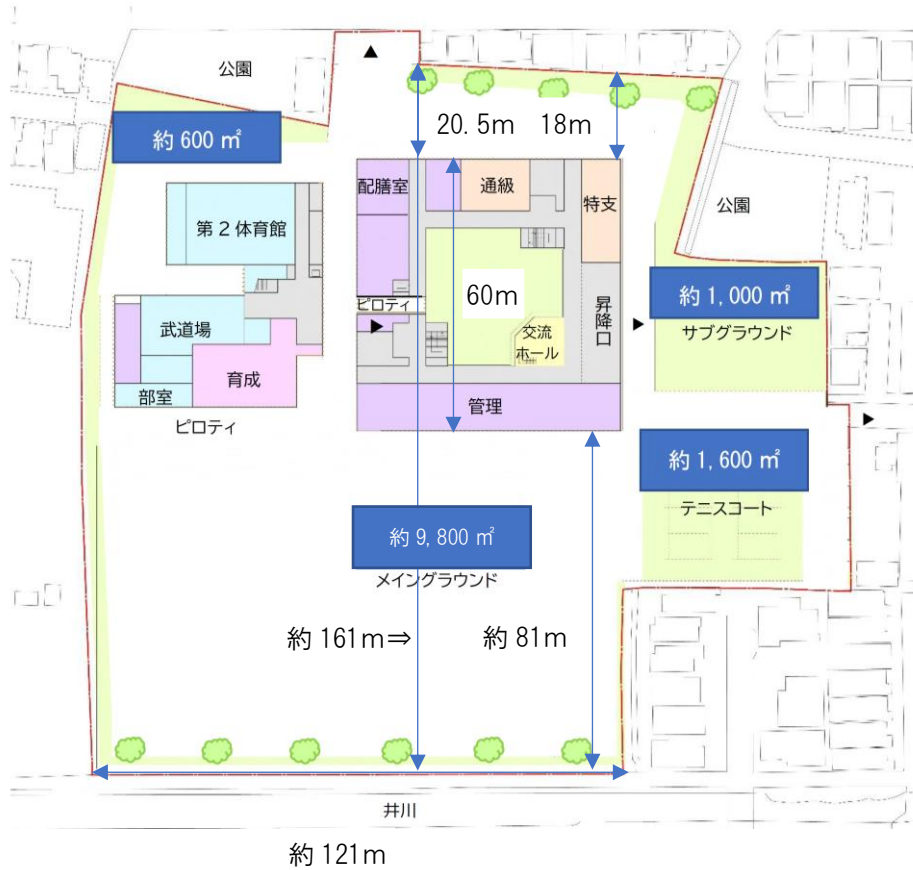 公園
約 600 ㎡
20.5m
18m
配膳室
通級
特支
公園
第2体育館
ピロティ
60m
昇降口
約 1,000 ㎡
サブグラウンド
武道場
交流
ホール
育成
部室
管理
ピロティ
約 1,600 ㎡
テニスコート
約 9,800 ㎡
メイングラウンド
約 161m⇒
約 81m
井川
約 121m